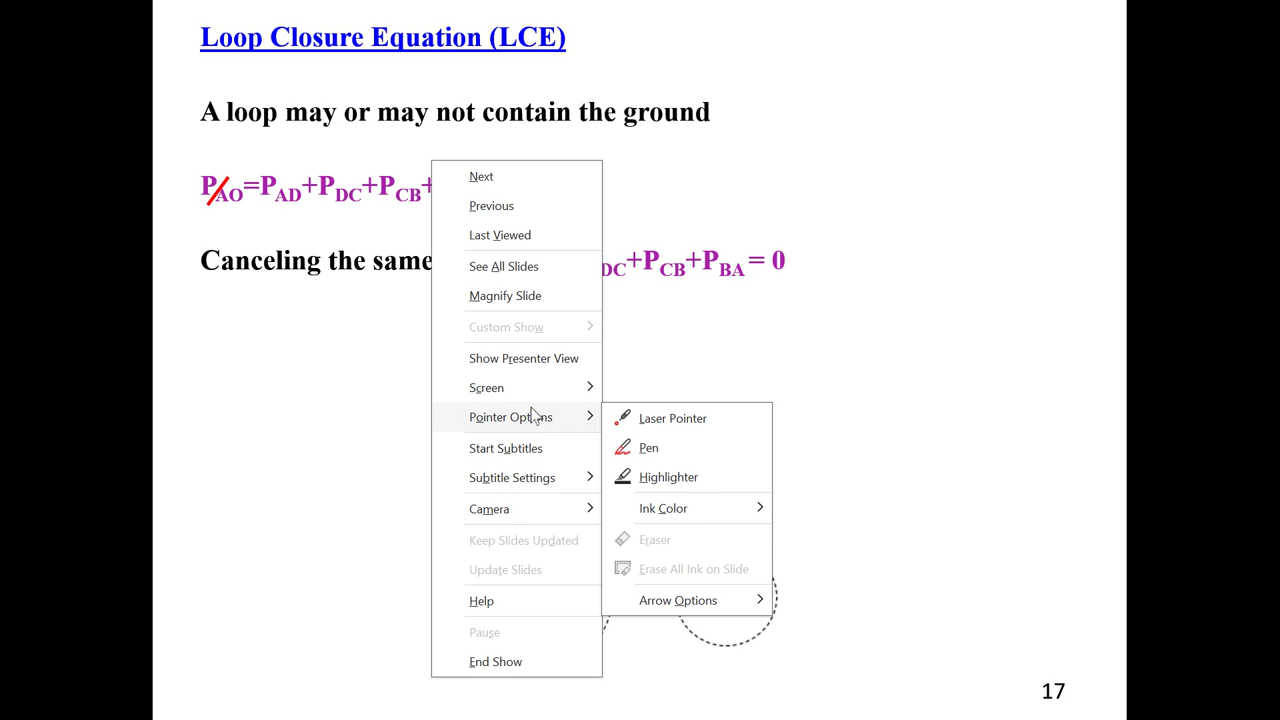 Loop Closure Equation (LCE)
A loop may or may not contain the ground
PAO=PAD+PDC+PCB+
Canceling the same DC+PCB+PBA = 0
Next
Previous
Last Viewed
See All Slides
Magnify Slide
Custom Show
Show Presenter View
Screen
Pointer Options
Start Subtitles
Subtitle Settings
Camera
Keep Slides Updated
Update Slides
Help
Pause
End Show
Laser Pointer
Pen
Highlighter
Ink Color
Eraser
Erase All Ink on Slide
Arrow Options
17